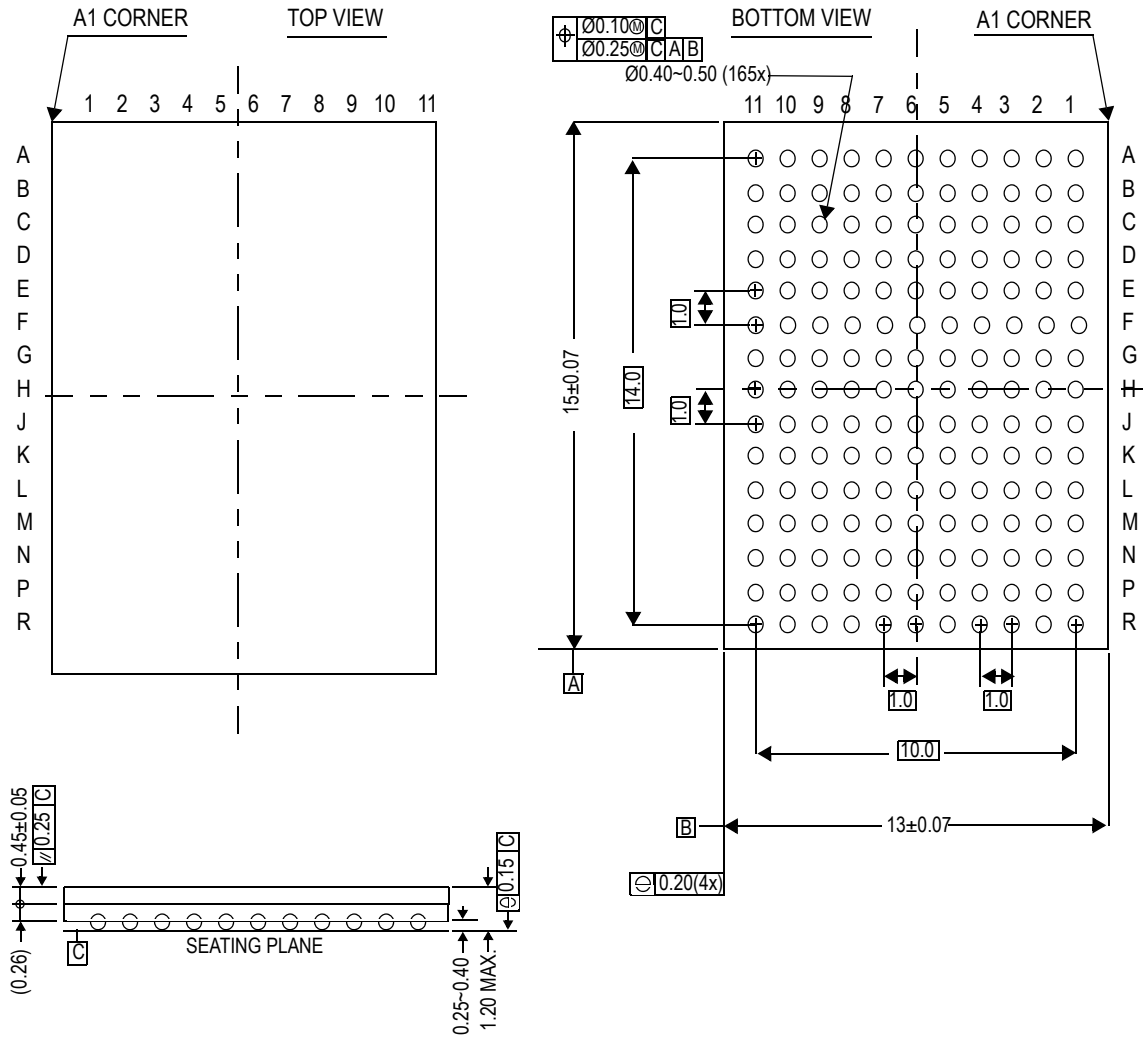 A1 CORNER
TOP VIEW
1 2 3 4 5 6 7 8 9 10 11
A
B
C
D
E
F
G
H
J
K
L
M
N
P
R
Ø0.10Ⓜ C
Ø0.25Ⓜ C A B
BOTTOM VIEW
A1 CORNER
Ø0.40~0.50 (165x)
11 10 9 8 7 6 5 4 3 2 1
A
B
C
D
E
F
G
H
J
K
L
M
N
P
R
15±0.07
14.0
1.0
1.0
A
1.0
1.0
10.0
B
13±0.07
0.20(4x)
0.45±0.05
// 0.25 C
(0.26)
C
SEATING PLANE
0.15 C
0.25~0.40
1.20 MAX.